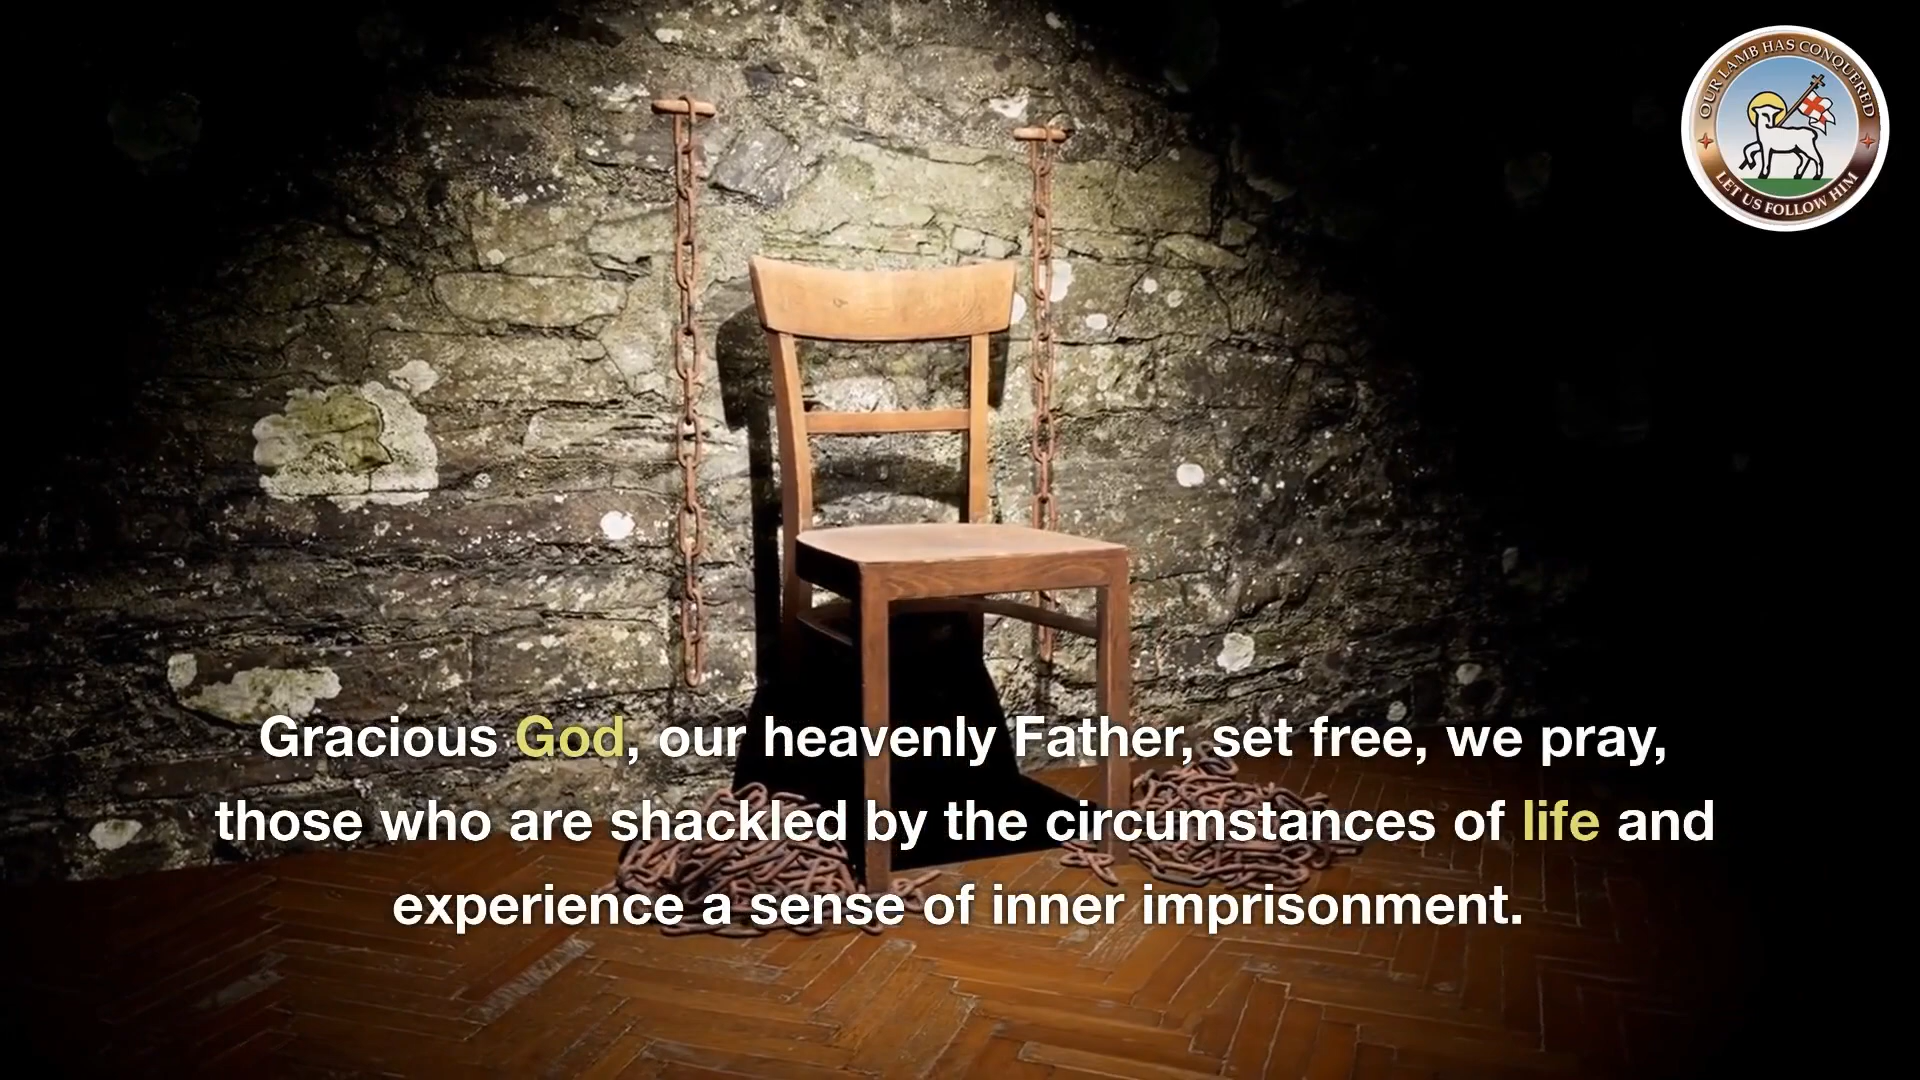 OUR LAMB HAS CONQUERED
LET US FOLLOW HIM
Gracious God, our heavenly Father, set free, we pray,
those who are shackled by the circumstances of life and
experience a sense of inner imprisonment.